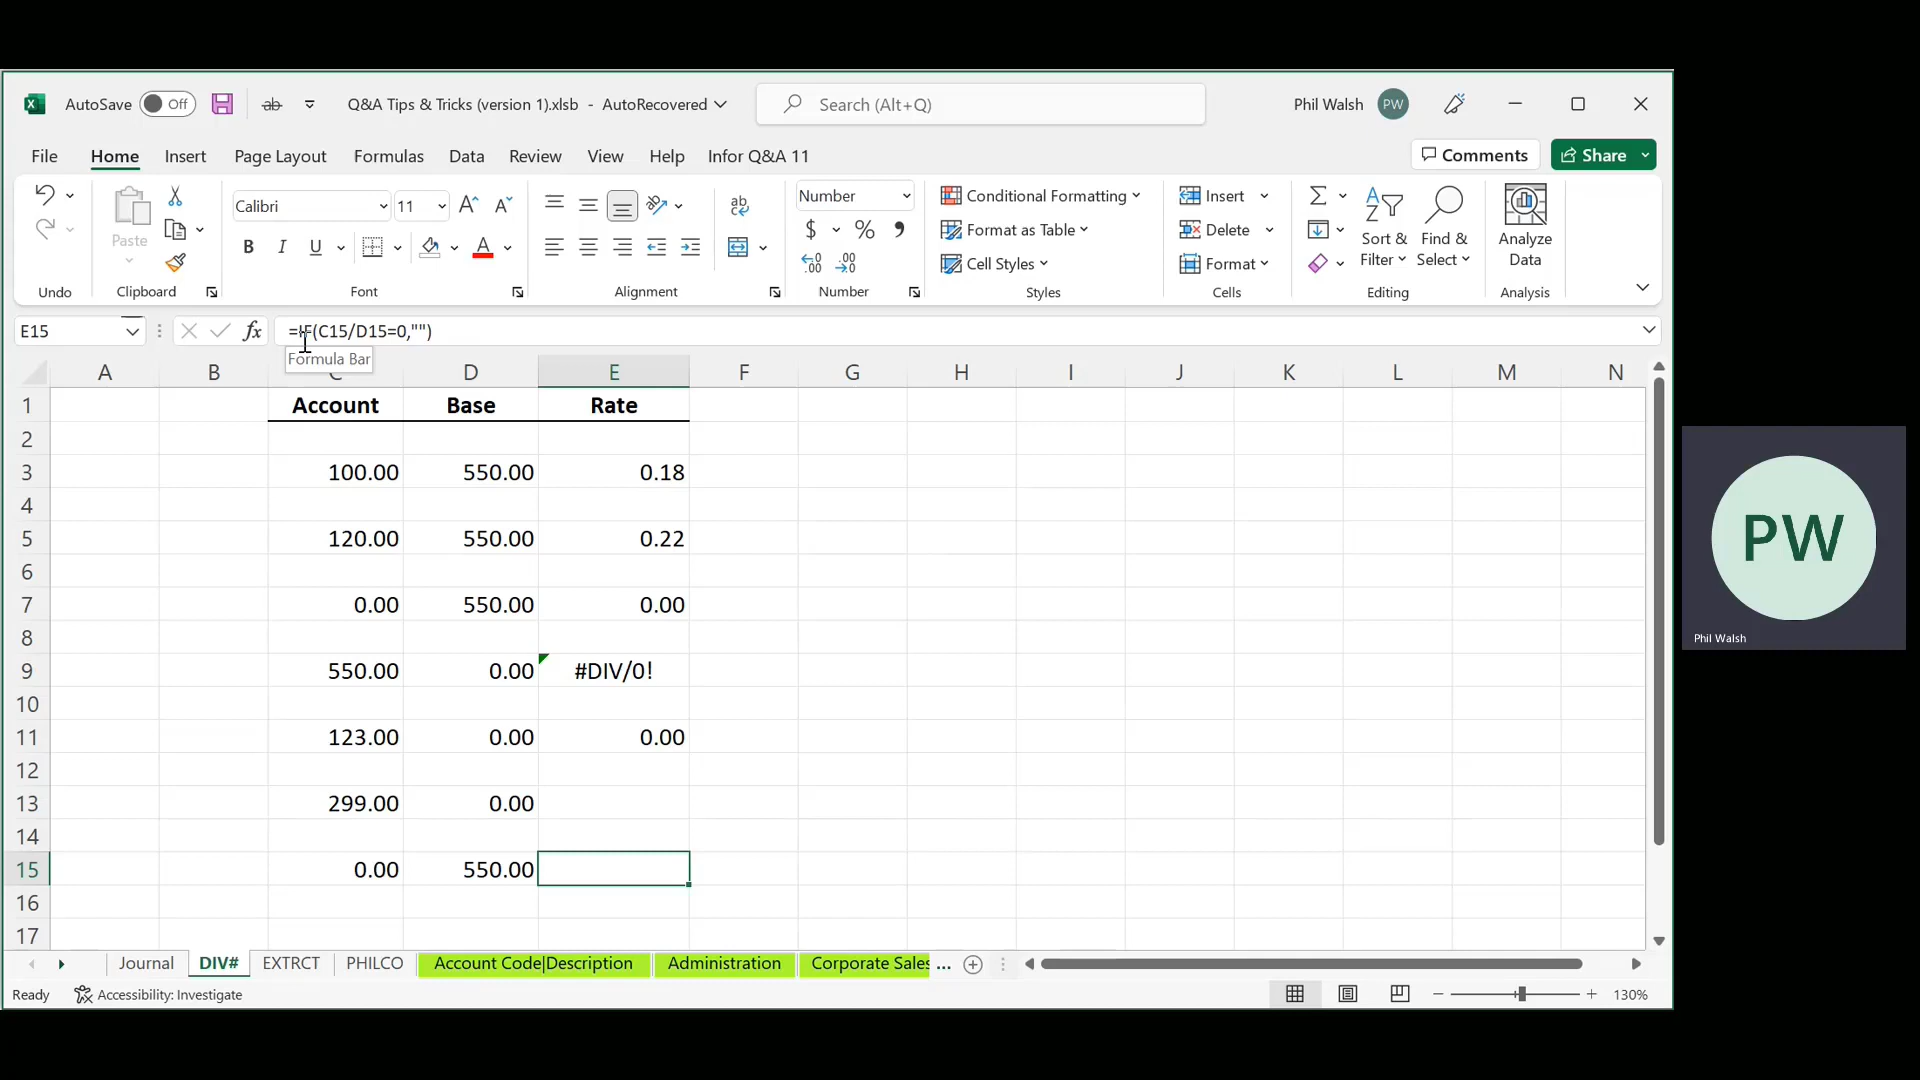 AutoSave Off Q&A Tips & Tricks (version 1).xlsb - AutoRecovered Search (Alt+Q) Phil Walsh PW
File Home Insert Page Layout Formulas Data Review View Help Infor Q&A 11 Comments Share
Paste
Calibri 11
B I U A
Number
$ % ,
Conditional Formatting
Format as Table
Cell Styles
Insert
Delete
Format
Sort & Filter
Find & Select
Analyze Data
Undo Clipboard Font Alignment Number Styles Cells Editing Analysis
E15 fx =IF(C15/D15=0,"")
Formula Bar
A B C D E F G H I J K L M N
1 Account Base Rate
2
3 100.00 550.00 0.18
4
5 120.00 550.00 0.22
6
7 0.00 550.00 0.00
8
9 550.00 0.00 #DIV/0!
10
11 123.00 0.00 0.00
12
13 299.00 0.00
14
15 0.00 550.00
16
17
Journal DIV# EXTRCT PHILCO Account Code|Description Administration Corporate Sales ...
Ready Accessibility: Investigate 130%
PW
Phil Walsh